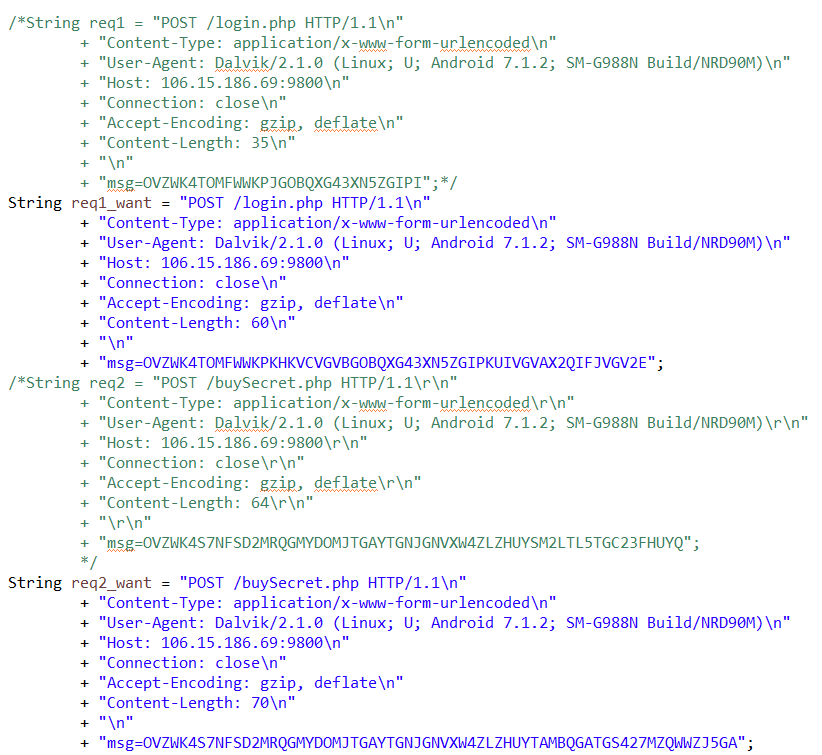 /*String req1 = "POST /login.php HTTP/1.1\n"
+ "Content-Type: application/x-www-form-urlencoded\n"
+ "User-Agent: Dalvik/2.1.0 (Linux; U; Android 7.1.2; SM-G988N Build/NRD90M)\n"
+ "Host: 106.15.186.69:9800\n"
+ "Connection: close\n"
+ "Accept-Encoding: gzip, deflate\n"
+ "Content-Length: 35\n"
+ "\n"
+ "msg=OVZWK4TOMFWWKPJGOBQXG43XN5ZGIPI";*/
String req1_want = "POST /login.php HTTP/1.1\n"
+ "Content-Type: application/x-www-form-urlencoded\n"
+ "User-Agent: Dalvik/2.1.0 (Linux; U; Android 7.1.2; SM-G988N Build/NRD90M)\n"
+ "Host: 106.15.186.69:9800\n"
+ "Connection: close\n"
+ "Accept-Encoding: gzip, deflate\n"
+ "Content-Length: 60\n"
+ "\n"
+ "msg=OVZWK4TOMFWWKPKHKVCVGVBGOBQXG43XN5ZGIPKUIVGVAX2QIFJVGV2E";
/*String req2 = "POST /buySecret.php HTTP/1.1\r\n"
+ "Content-Type: application/x-www-form-urlencoded\r\n"
+ "User-Agent: Dalvik/2.1.0 (Linux; U; Android 7.1.2; SM-G988N Build/NRD90M)\r\n"
+ "Host: 106.15.186.69:9800\r\n"
+ "Connection: close\r\n"
+ "Accept-Encoding: gzip, deflate\r\n"
+ "Content-Length: 64\r\n"
+ "\r\n"
+ "msg=OVZWK4S7NFSD2MRQGMYDOMJTGAYTGNJGNVXW4ZLZHUYSM2LTL5TGC23FHUYQ";
*/
String req2_want = "POST /buySecret.php HTTP/1.1\n"
+ "Content-Type: application/x-www-form-urlencoded\n"
+ "User-Agent: Dalvik/2.1.0 (Linux; U; Android 7.1.2; SM-G988N Build/NRD90M)\n"
+ "Host: 106.15.186.69:9800\n"
+ "Connection: close\n"
+ "Accept-Encoding: gzip, deflate\n"
+ "Content-Length: 70\n"
+ "\n"
+ "msg=OVZWK4S7NFSD2MRQGMYDOMJTGAYTGNJGNVXW4ZLZHUYTAMBQGATGS427MZQWWZJ5GA";